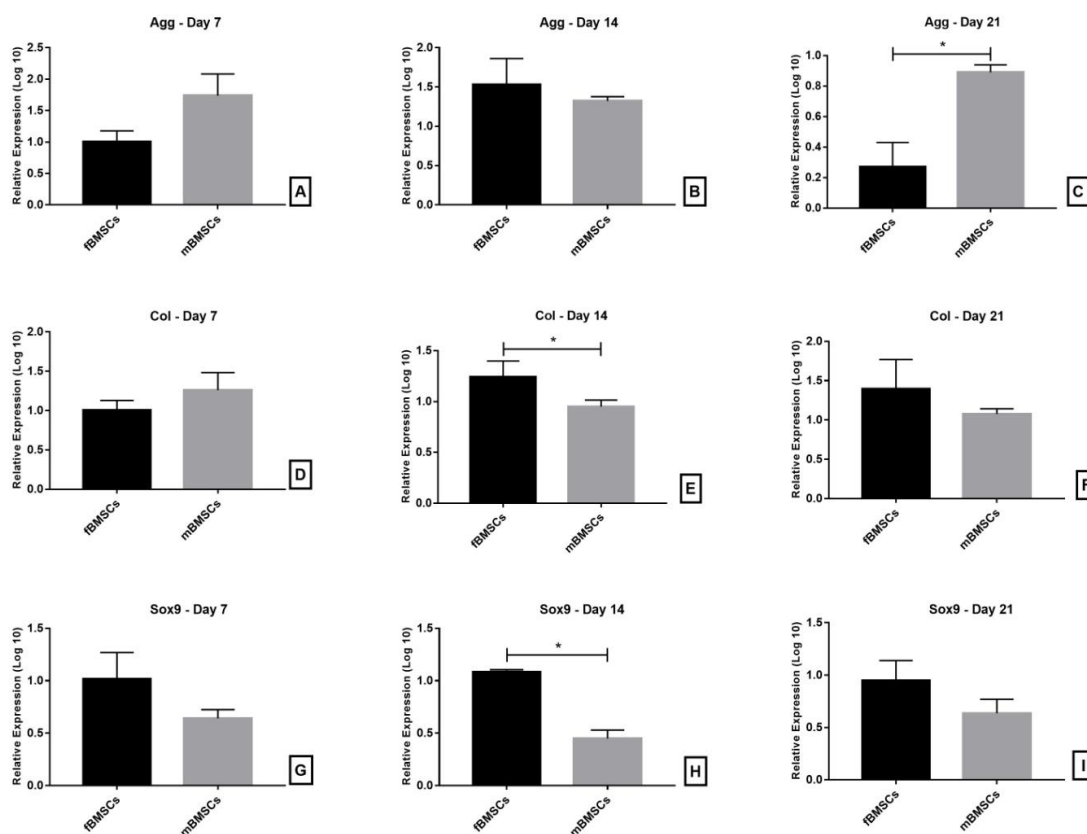 Agg - Day 7
Relative Expression (Log 10)
2.5
2.0
1.5
1.0
0.5
0.0
fBMSCs
mBMSCs
A
Agg - Day 14
Relative Expression (Log 10)
2.0
1.5
1.0
0.5
0.0
fBMSCs
mBMSCs
B
Agg - Day 21
Relative Expression (Log 10)
1.0
0.8
0.6
0.4
0.2
0.0
*
fBMSCs
mBMSCs
C
Col - Day 7
Relative Expression (Log 10)
2.0
1.5
1.0
0.5
0.0
fBMSCs
mBMSCs
D
Col - Day 14
Relative Expression (Log 10)
1.5
1.0
0.5
0.0
*
fBMSCs
mBMSCs
E
Col - Day 21
Relative Expression (Log 10)
2.0
1.5
1.0
0.5
0.0
fBMSCs
mBMSCs
F
Sox9 - Day 7
Relative Expression (Log 10)
1.5
1.0
0.5
0.0
fBMSCs
mBMSCs
G
Sox9 - Day 14
Relative Expression (Log 10)
1.5
1.0
0.5
0.0
*
fBMSCs
mBMSCs
H
Sox9 - Day 21
Relative Expression (Log 10)
1.5
1.0
0.5
0.0
fBMSCs
mBMSCs
I